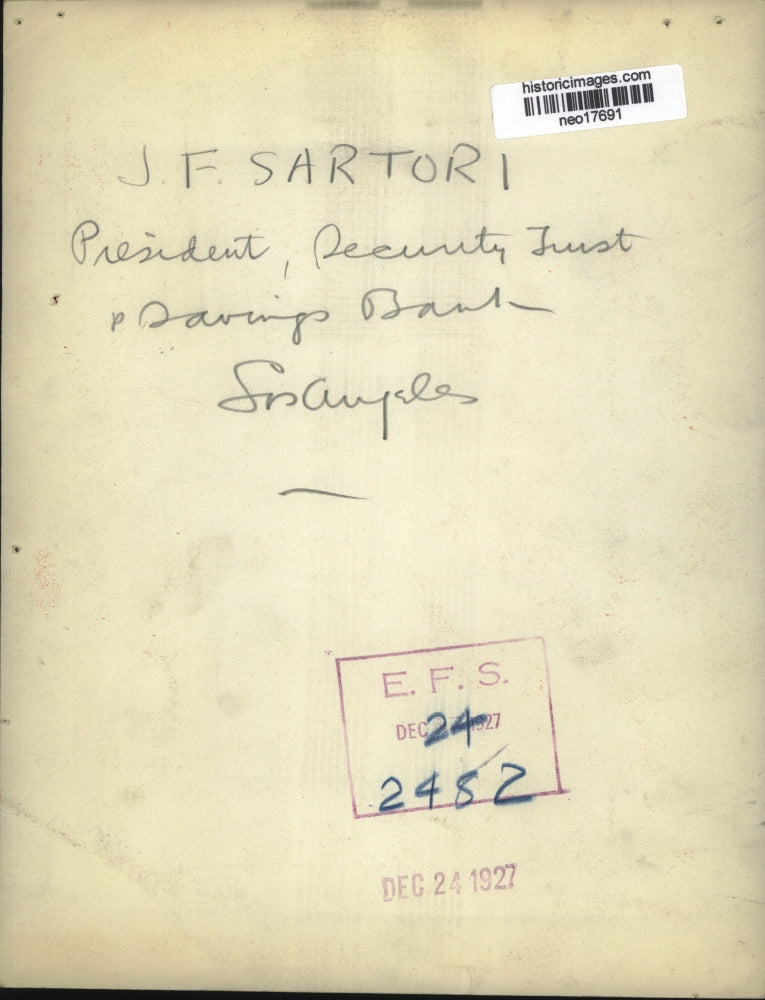 historicimages.com
neo17691
J. F. SARTORI
President, Security Trust
& Savings Bank
Los Angeles
E. F. S.
DEC 24 1927
2482
DEC 24 1927